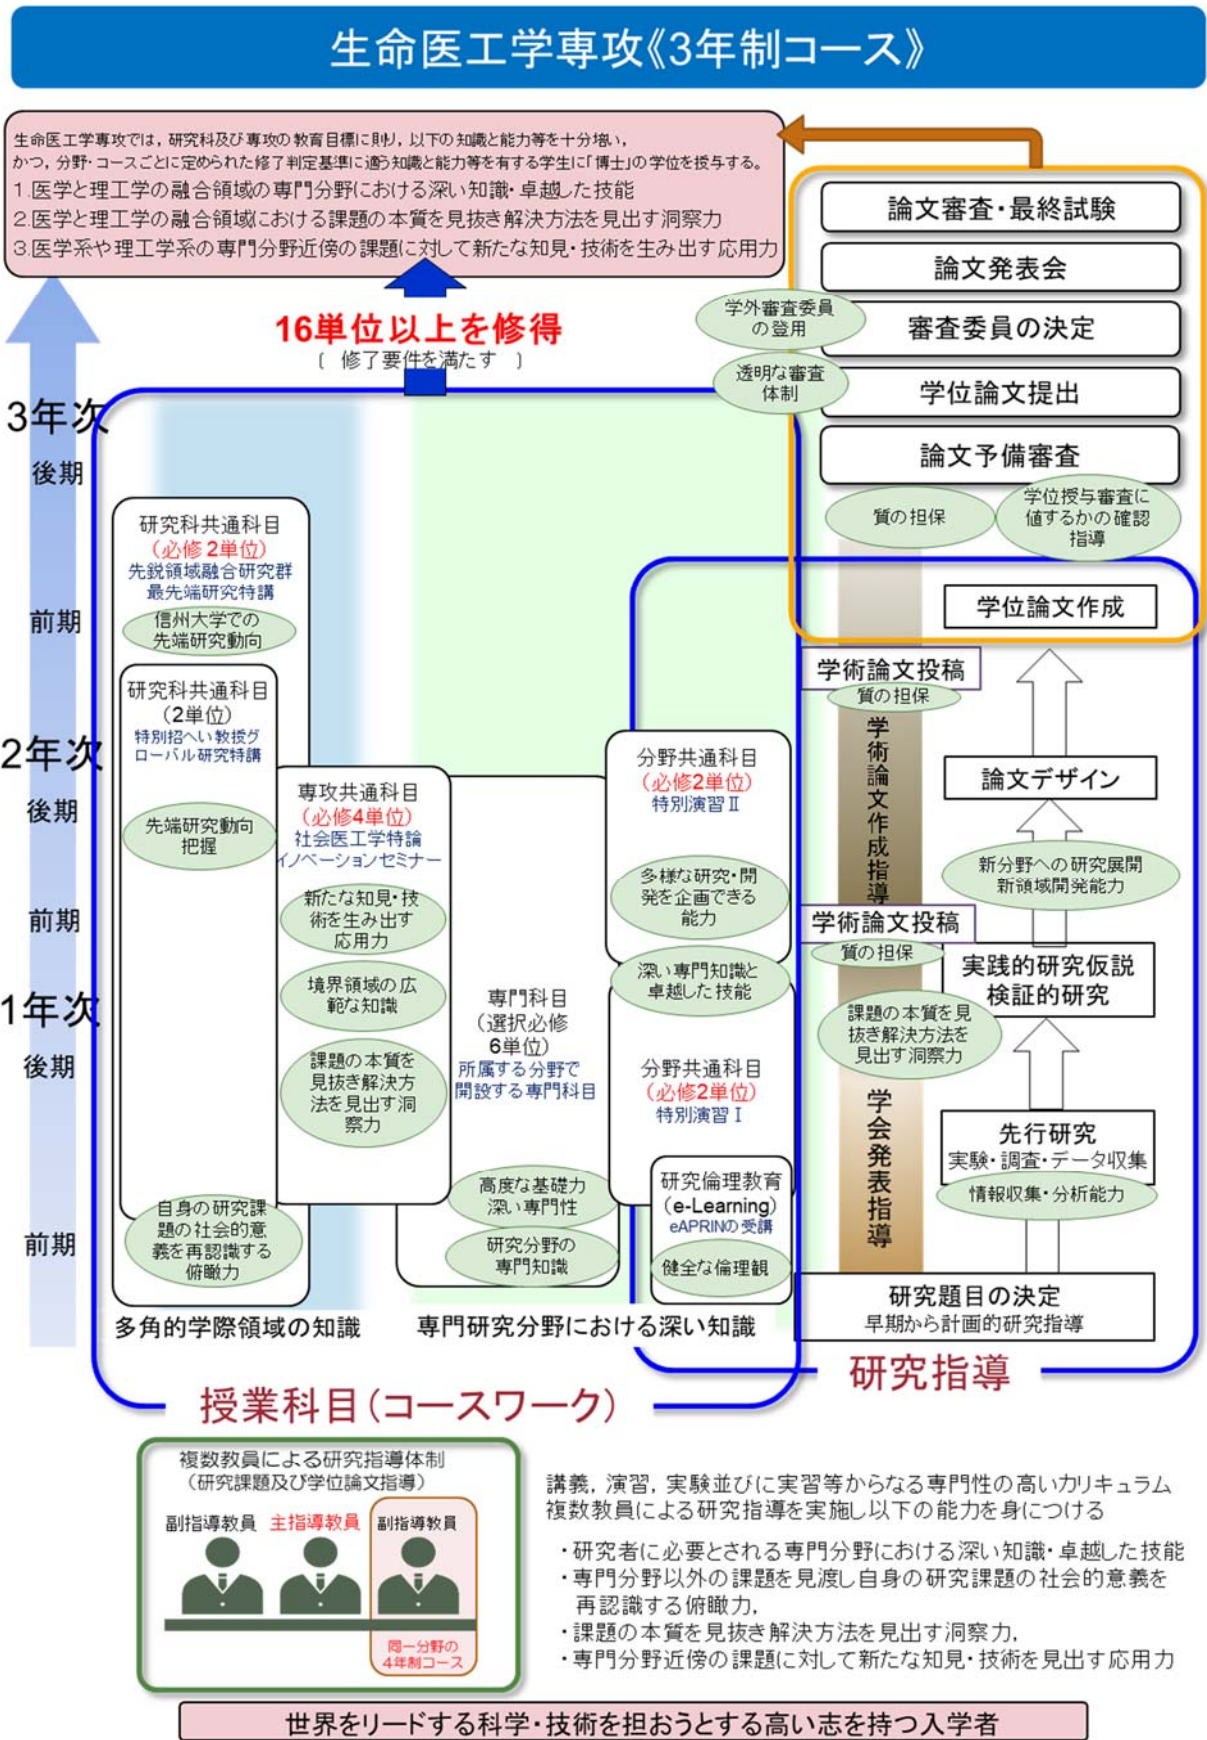 生命医工学専攻《3年制コース》
生命医工学専攻では，研究科及び専攻の教育目標に則り，以下の知識と能力等を十分培い，
かつ，分野・コースごとに定められた修了判定基準に適う知識と能力等を有する学生に「博士」の学位を授与する。
1.医学と理工学の融合領域の専門分野における深い知識・卓越した技能
2.医学と理工学の融合領域における課題の本質を見抜き解決方法を見出す洞察力
3.医学系や理工学系の専門分野近傍の課題に対して新たな知見・技術を生み出す応用力
16単位以上を修得
〔 修了要件を満たす 〕
論文審査・最終試験
論文発表会
学外審査委員
の登用
審査委員の決定
透明な審査
体制
学位論文提出
論文予備審査
質の担保
学位授与審査に
値するかの確認
指導
学位論文作成
3年次
後期
前期
2年次
後期
前期
1年次
後期
前期
研究科共通科目
(必修2単位)
先鋭領域融合研究群
最先端研究特講
信州大学での
先端研究動向
研究科共通科目
(2単位)
特別招へい教授グ
ローバル研究特講
先端研究動向
把握
自身の研究課
題の社会的意
義を再認識する
俯瞰力
専攻共通科目
(必修4単位)
社会医工学特論
イノベーションセミナー
新たな知見・技
術を生み出す
応用力
境界領域の広
範な知識
課題の本質を
見抜き解決方
法を見出す洞
察力
専門科目
(選択必修
6単位)
所属する分野で
開設する専門科目
高度な基礎力
深い専門性
研究分野の
専門知識
分野共通科目
(必修2単位)
特別演習Ⅱ
多様な研究・開
発を企画できる
能力
深い専門知識と
卓越した技能
分野共通科目
(必修2単位)
特別演習Ⅰ
研究倫理教育
(e-Learning)
eAPRINの受講
健全な倫理観
学術論文投稿
質の担保
学術論文作成指導
学術論文投稿
質の担保
課題の本質を見
抜き解決方法を
見出す洞察力
学会発表指導
論文デザイン
新分野への研究展開
新領域開発能力
実践的研究仮説
検証的研究
先行研究
実験・調査・データ収集
情報収集・分析能力
研究題目の決定
早期から計画的研究指導
多角的学際領域の知識
専門研究分野における深い知識
研究指導
授業科目(コースワーク)
複数教員による研究指導体制
(研究課題及び学位論文指導)
副指導教員
主指導教員
副指導教員
同一分野の
4年制コース
講義，演習，実験並びに実習等からなる専門性の高いカリキュラム
複数教員による研究指導を実施し以下の能力を身につける
・研究者に必要とされる専門分野における深い知識・卓越した技能
・専門分野以外の課題を見渡し自身の研究課題の社会的意義を
再認識する俯瞰力，
・課題の本質を見抜き解決方法を見出す洞察力，
・専門分野近傍の課題に対して新たな知見・技術を見出す応用力
世界をリードする科学・技術を担おうとする高い志を持つ入学者